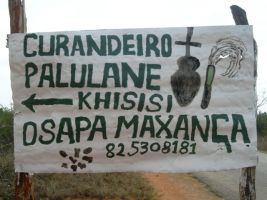 CURANDEIRO
PALULANE
KHISISI
OSAPA MAXANÇA
825308181